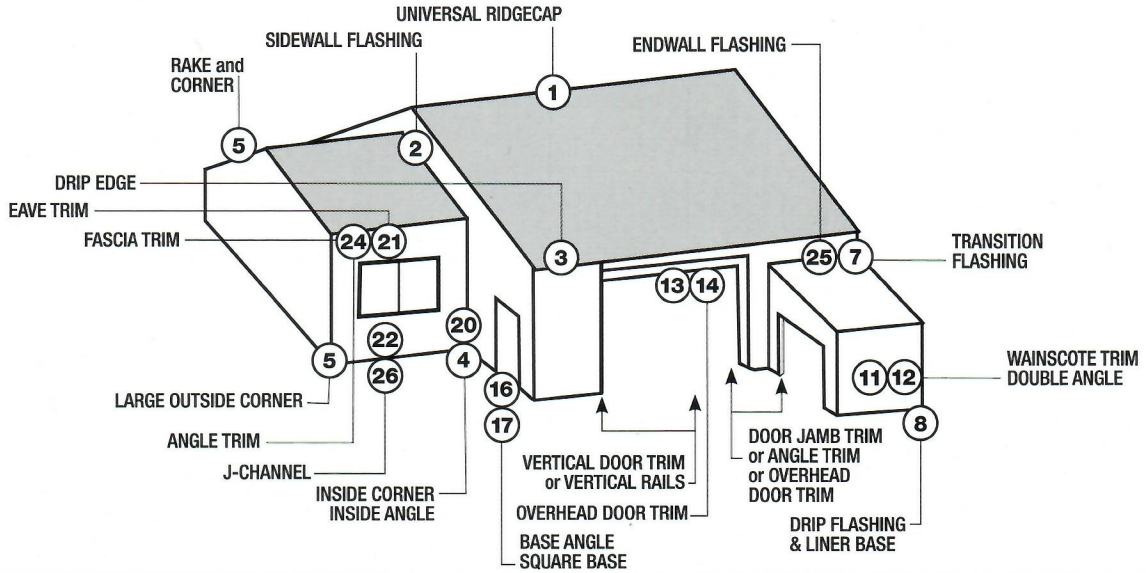 UNIVERSAL RIDGECAP
SIDEWALL FLASHING
ENDWALL FLASHING
RAKE and
CORNER
1
5
2
DRIP EDGE
EAVE TRIM
FASCIA TRIM
24 21
3
25 7
TRANSITION
FLASHING
13 14
20
22
5
4
26
16
11 12
WAINSCOTE TRIM
DOUBLE ANGLE
LARGE OUTSIDE CORNER
17
8
ANGLE TRIM
J-CHANNEL
INSIDE CORNER
INSIDE ANGLE
VERTICAL DOOR TRIM
or VERTICAL RAILS
OVERHEAD DOOR TRIM
DOOR JAMB TRIM
or ANGLE TRIM
or OVERHEAD
DOOR TRIM
DRIP FLASHING
& LINER BASE
BASE ANGLE
SQUARE BASE